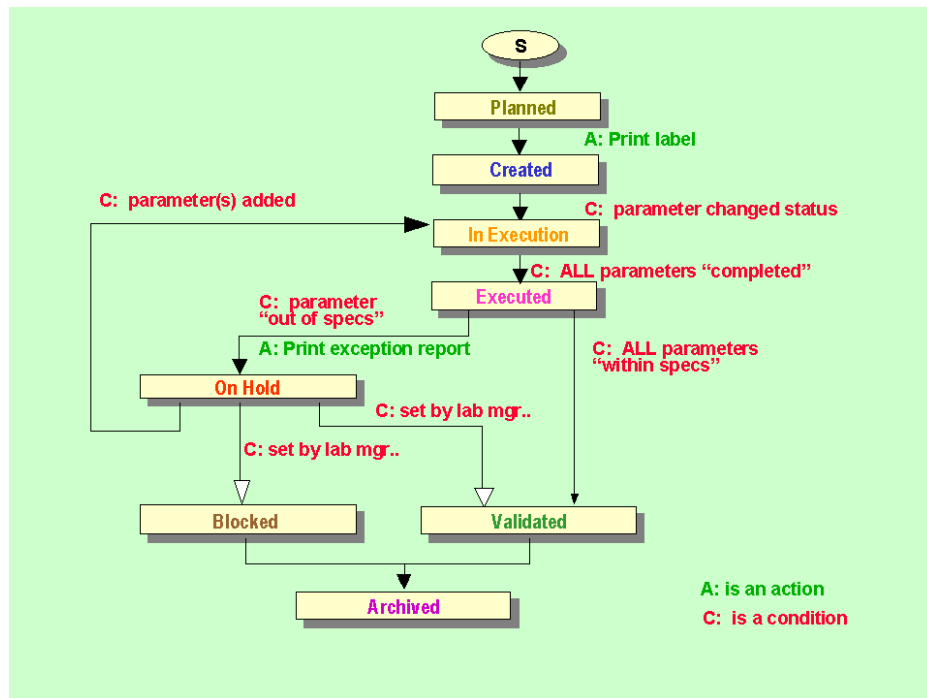 S
Planned
A: Print label
Created
C: parameter(s) added
C: parameter changed status
In Execution
C: ALL parameters “completed”
Executed
C: parameter
“out of specs”
A: Print exception report
C: ALL parameters
“within specs”
On Hold
C: set by lab mgr..
C: set by lab mgr..
Blocked
Validated
A: is an action
Archived
C: is a condition